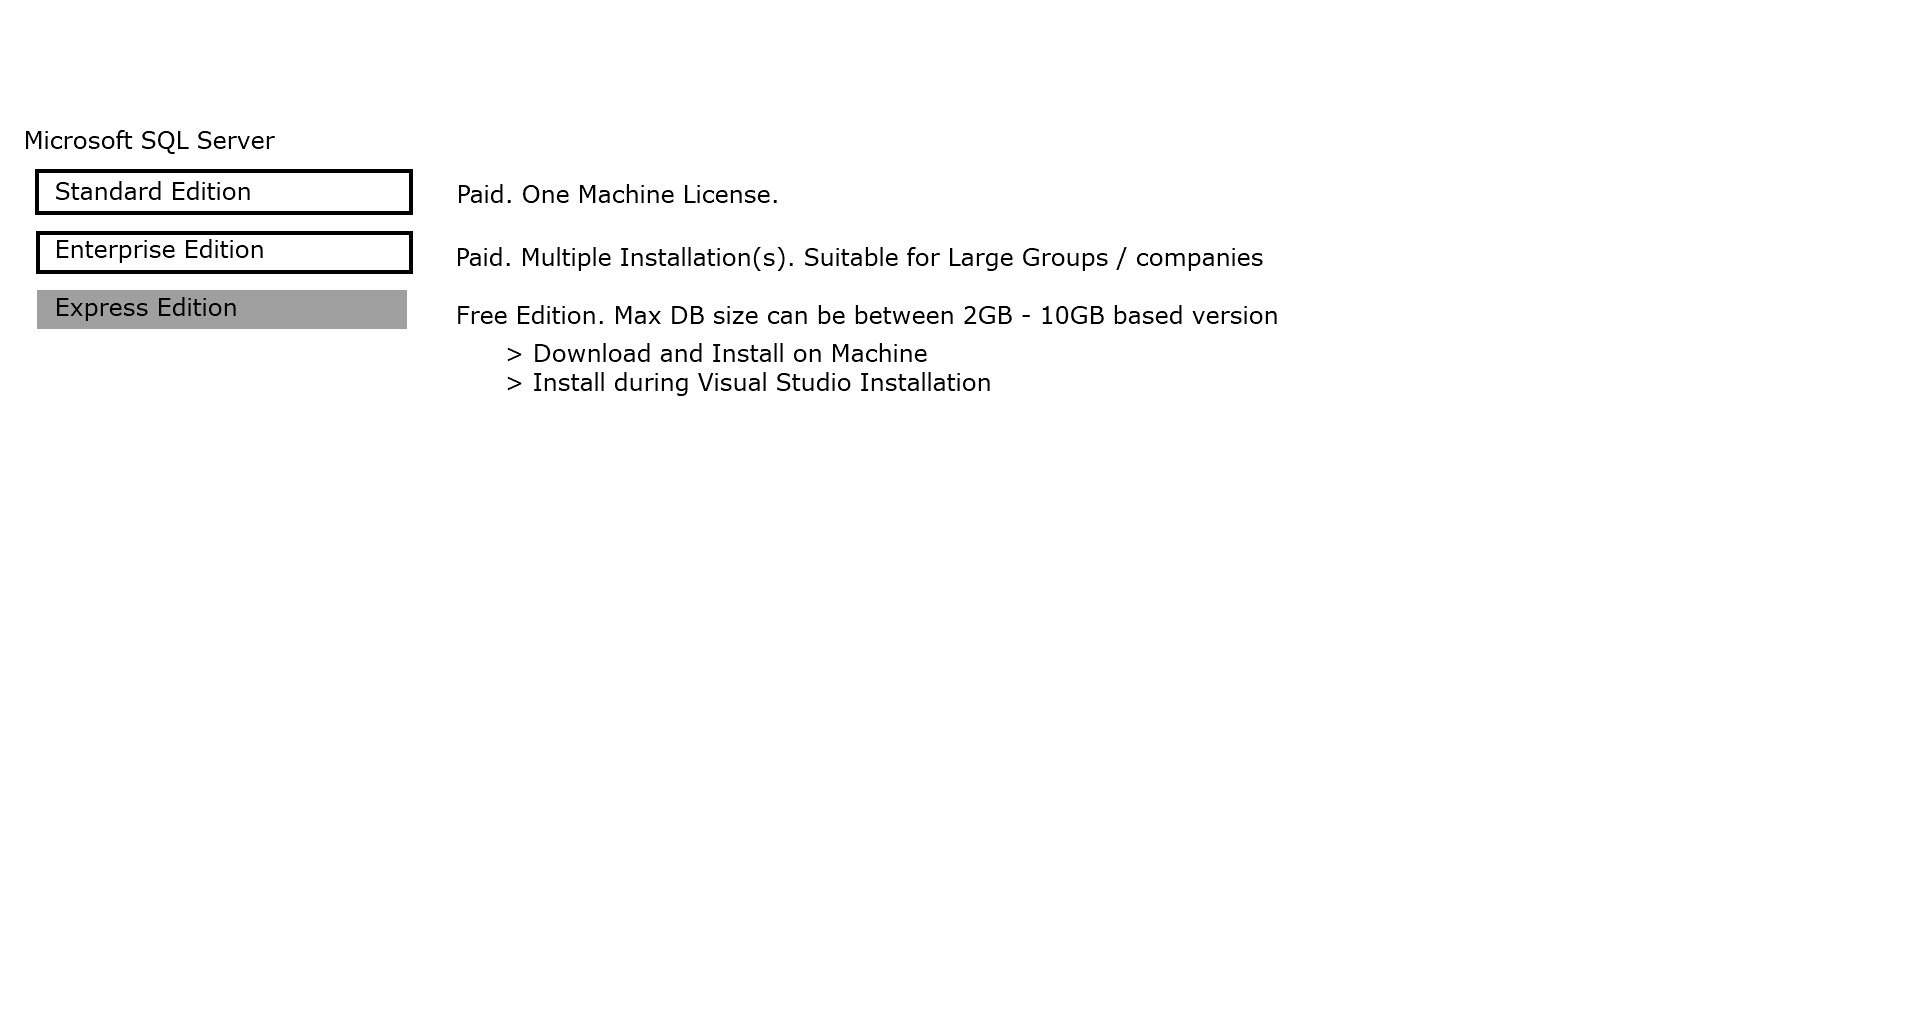 Microsoft SQL Server
Standard Edition
Paid. One Machine License.
Enterprise Edition
Paid. Multiple Installation(s). Suitable for Large Groups / companies
Express Edition
Free Edition. Max DB size can be between 2GB - 10GB based version
> Download and Install on Machine
> Install during Visual Studio Installation